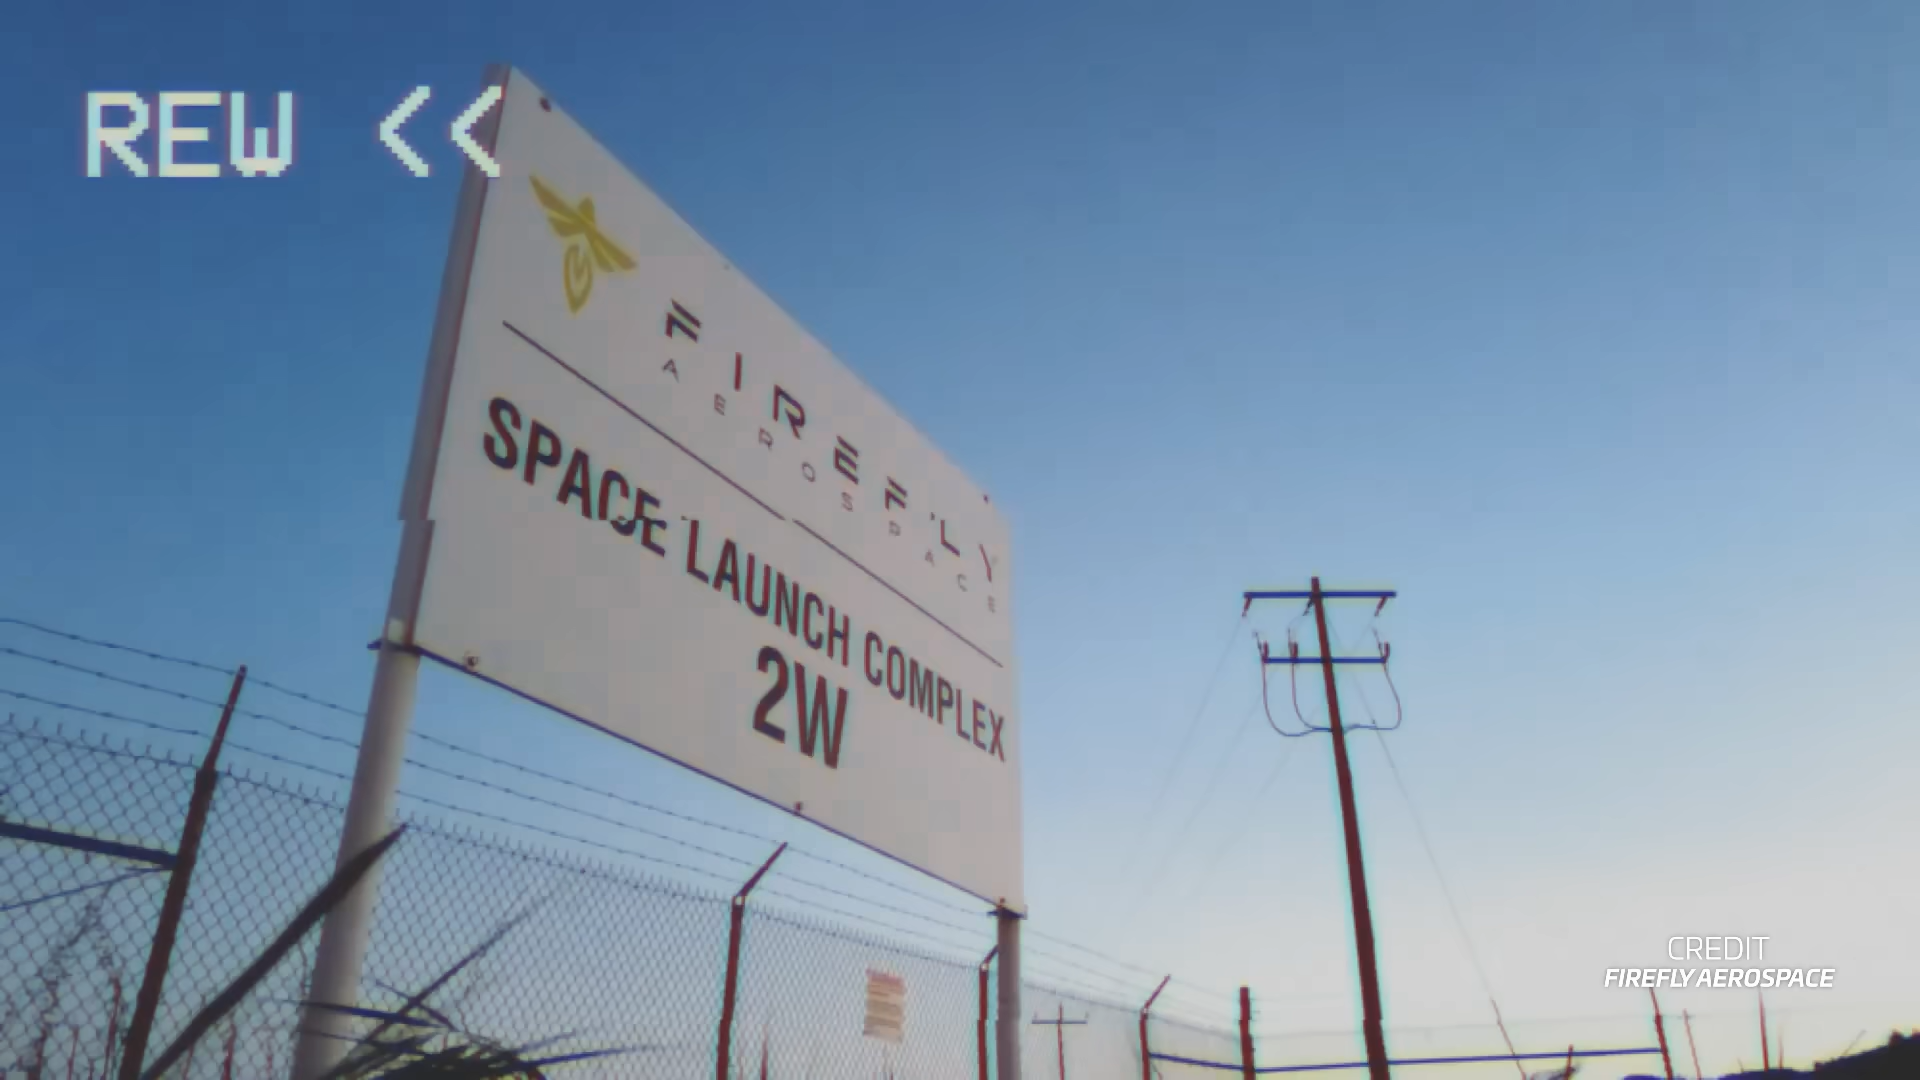 REW <<
FIREFLY
AEROSPACE
SPACE LAUNCH COMPLEX
2W
CREDIT
FIREFLY AEROSPACE